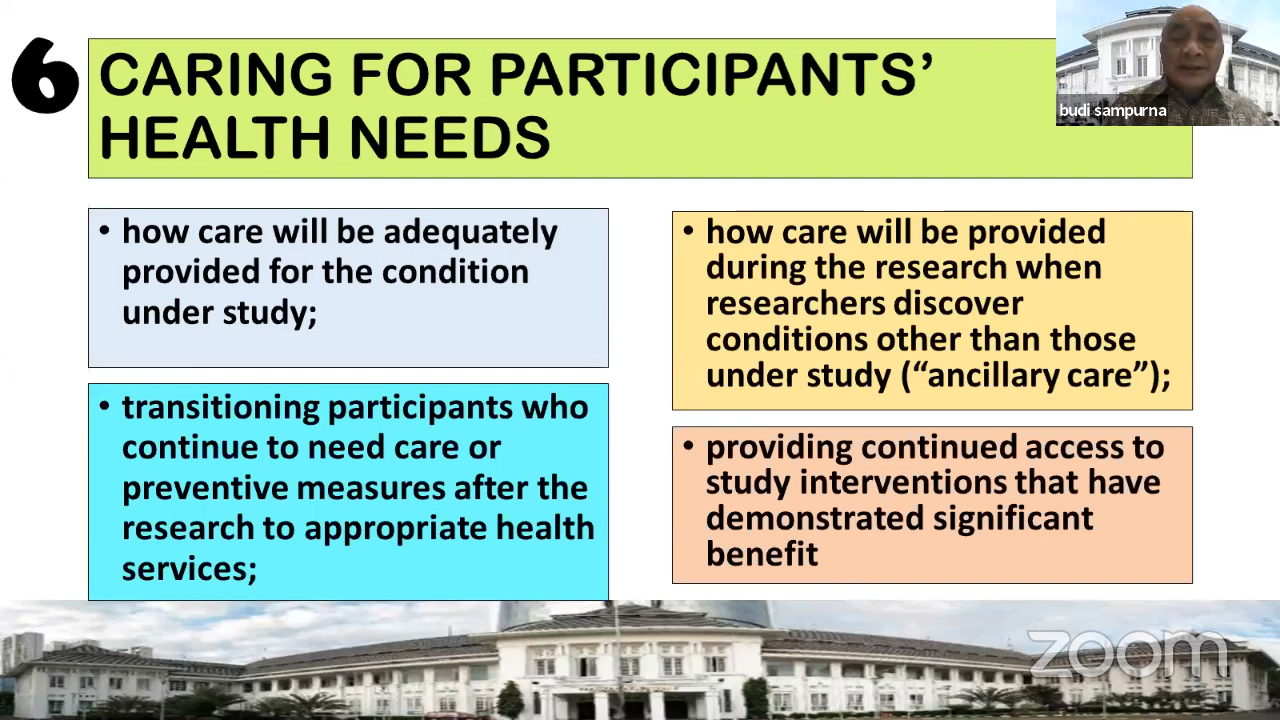 6
CARING FOR PARTICIPANTS’
HEALTH NEEDS
budi sampurna
• how care will be adequately
provided for the condition
under study;
• how care will be provided
during the research when
researchers discover
conditions other than those
under study (“ancillary care”);
• transitioning participants who
continue to need care or
preventive measures after the
research to appropriate health
services;
• providing continued access to
study interventions that have
demonstrated significant
benefit
zoom